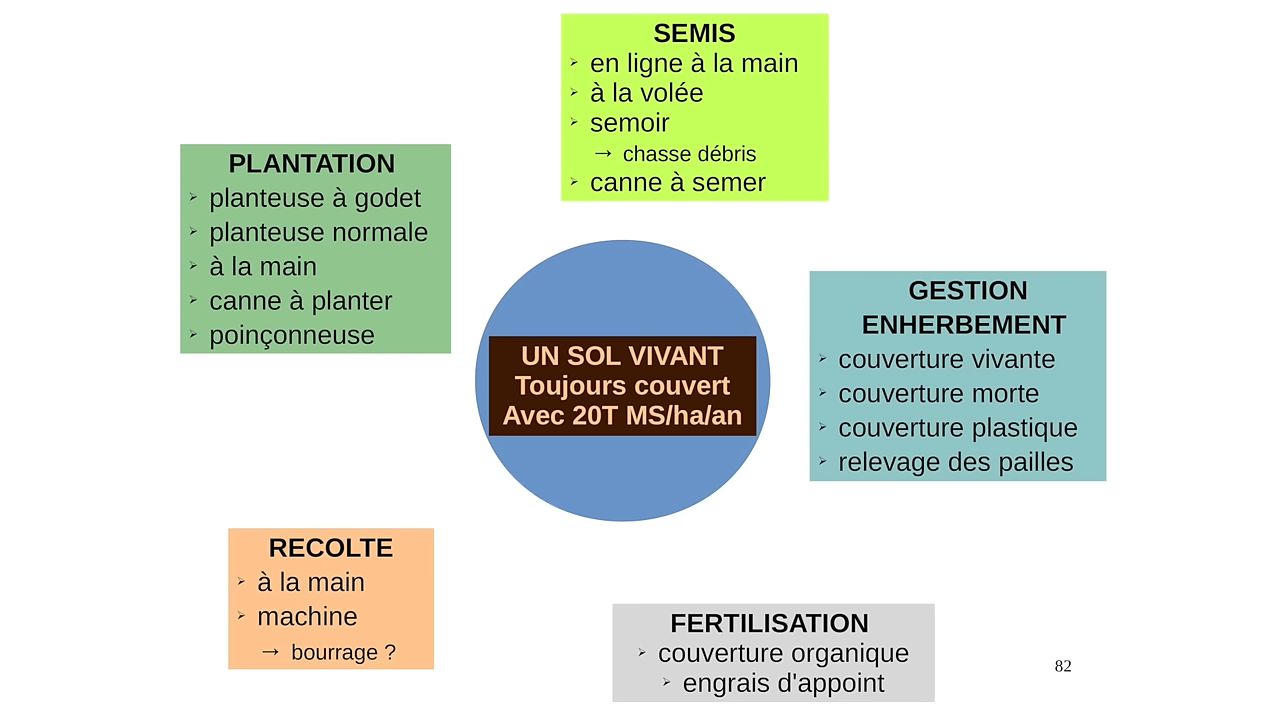 SEMIS
en ligne à la main
à la volée
semoir
→ chasse débris
canne à semer
PLANTATION
planteuse à godet
planteuse normale
à la main
canne à planter
poinçonneuse
UN SOL VIVANT
Toujours couvert
Avec 20T MS/ha/an
GESTION
ENHERBEMENT
couverture vivante
couverture morte
couverture plastique
relevage des pailles
RECOLTE
à la main
machine
→ bourrage ?
FERTILISATION
couverture organique
engrais d'appoint
82